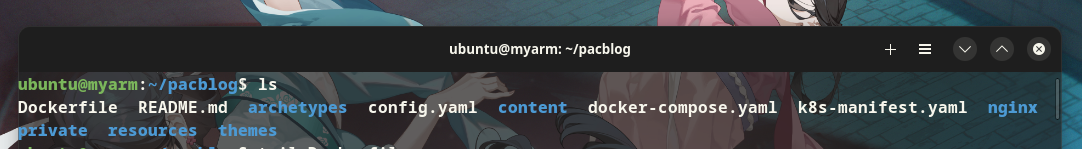 ubuntu@myarm: ~/pacblog
ubuntu@myarm:~/pacblog$ ls
Dockerfile README.md archetypes config.yaml content docker-compose.yaml k8s-manifest.yaml nginx
private resources themes